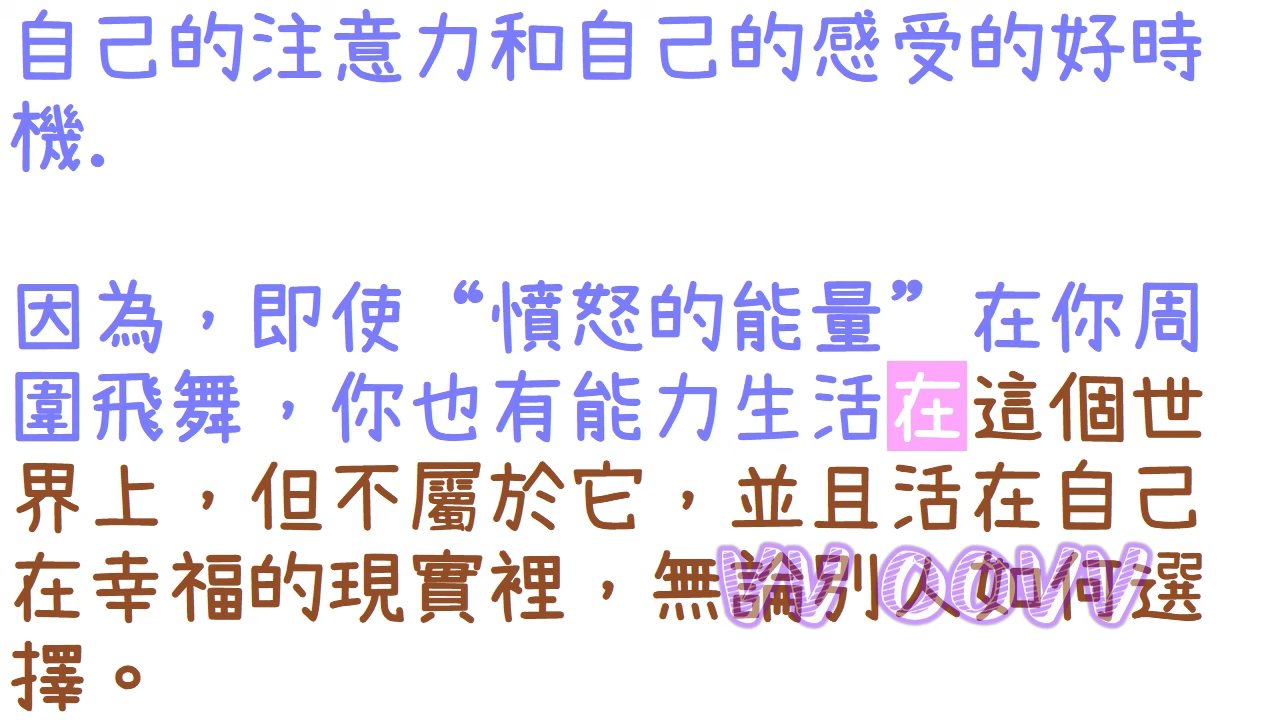 自己的注意力和自己的感受的好時
機.
因為，即使“憤怒的能量”在你周
圍飛舞，你也有能力生活在這個世
界上，但不屬於它，並且活在自己
在幸福的現實裡，無論別人如何選
擇。